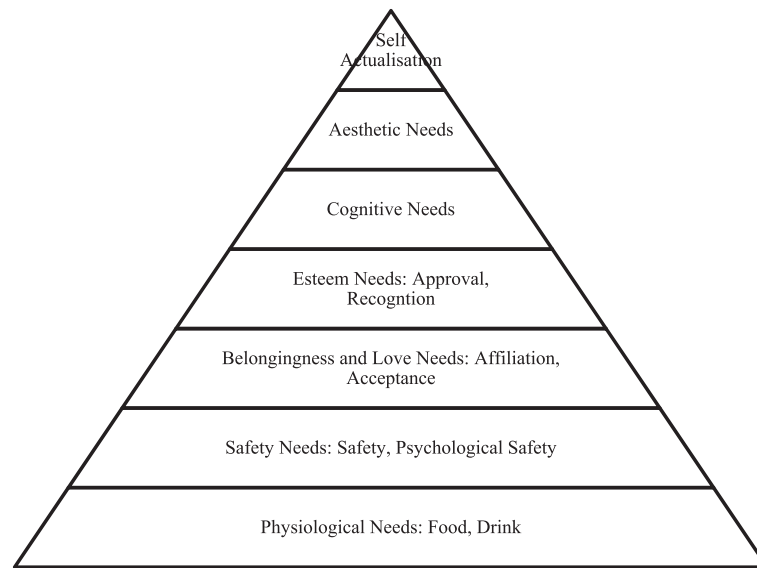 Self
Actualisation
Aesthetic Needs
Cognitive Needs
Esteem Needs: Approval,
Recogntion
Belongingness and Love Needs: Affiliation,
Acceptance
Safety Needs: Safety, Psychological Safety
Physiological Needs: Food, Drink